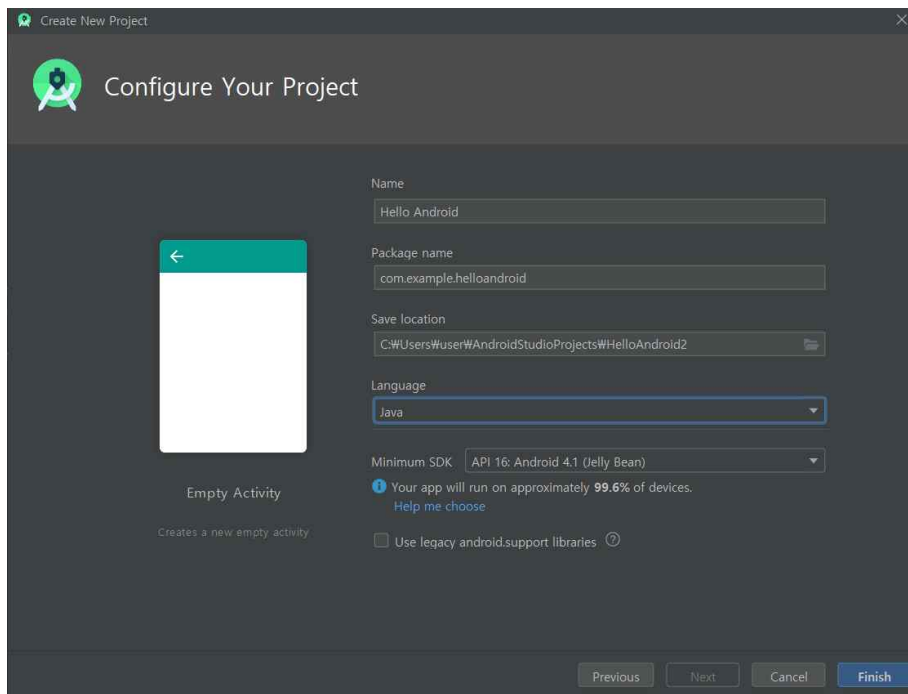 Create New Project
Configure Your Project
Name
Hello Android
Package name
com.example.helloandroid
Save location
C:₩Users₩user₩AndroidStudioProjects₩HelloAndroid2
Language
Java
Minimum SDK API 16: Android 4.1 (Jelly Bean)
Your app will run on approximately 99.6% of devices.
Help me choose
Use legacy android.support libraries ?
Empty Activity
Creates a new empty activity
Previous Next Cancel Finish